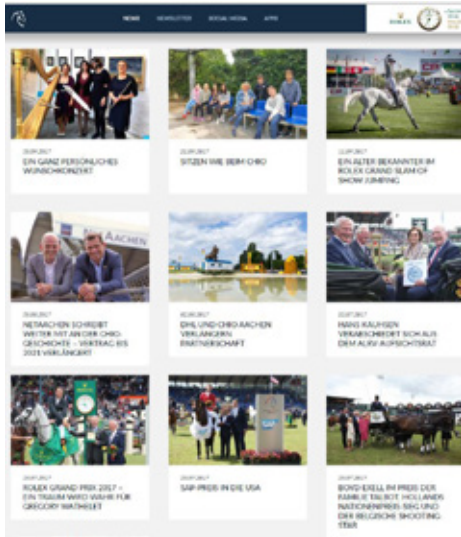 NEWS NEWSLETTER SOCIAL MEDIA APPS
ROLEX
EIN GANZ PERSÖNLICHES
WUNSCHKONZERT
SITZEN WIE BEIM CHIO
EIN ALTER BEKANNTER IM
ROLEX GRAND SLAM OF
SHOW JUMPING
AACHEN
NETAACHEN SCHREIBT
WEITER MIT AN DER CHIO-
GESCHICHTE – VERTRAG BIS
2021 VERLÄNGERT
DHL UND CHIO AACHEN
VERLÄNGERN
PARTNERSCHAFT
HANS KAUHSEN
VERABSCHIEDET SICH AUS
DEM ALRV-AUFSICHTSRAT
SAP
ROLEX GRAND PRIX 2017 –
EIN TRAUM WIRD WAHR FÜR
GREGORY WATHELET
SAP-PREIS IN DIE USA
BOYD EXELL IM PREIS DER
FAMILIE TALBOT, HOLLANDS
NATIONENPREIS-SIEG UND
DER BELGISCHE SHOOTING-
STAR